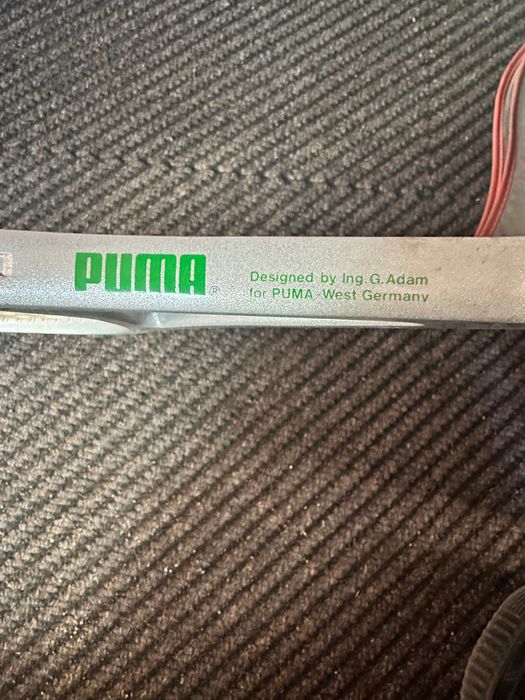 PUMA®
Designed by Ing. G. Adam
for PUMA - West Germany